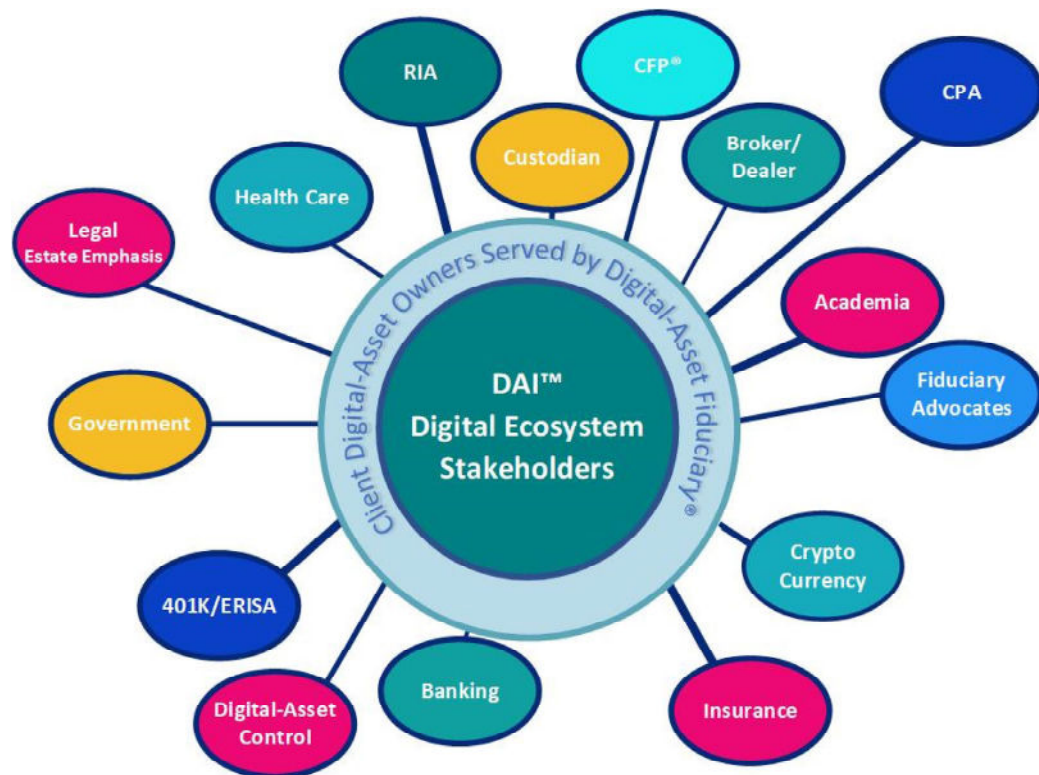 RIA
CFP®
CPA
Custodian
Broker/
Dealer
Health Care
Legal
Estate Emphasis
Academia
Client Digital-Asset Owners Served by Digital-Asset Fiduciary®
DAI™
Digital Ecosystem
Stakeholders
Fiduciary
Advocates
Government
Crypto
Currency
401K/ERISA
Banking
Digital-Asset
Control
Insurance